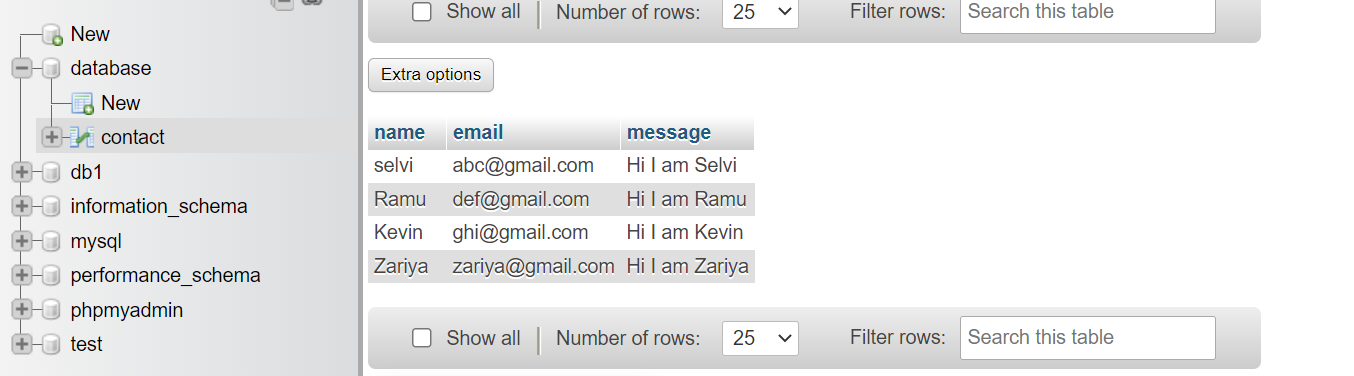 New
database
New
contact
db1
information_schema
mysql
performance_schema
phpmyadmin
test
Show all Number of rows: 25 Filter rows: Search this table
Extra options
name email message
selvi abc@gmail.com Hi I am Selvi
Ramu def@gmail.com Hi I am Ramu
Kevin ghi@gmail.com Hi I am Kevin
Zariya zariya@gmail.com Hi I am Zariya
Show all Number of rows: 25 Filter rows: Search this table